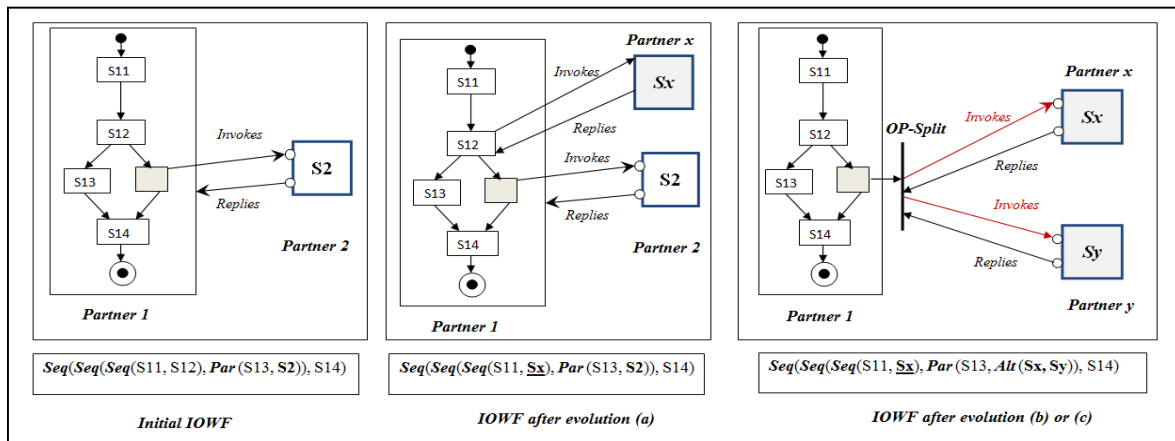 S11
S12
S13
S14
Invokes
S2
Replies
Partner 2
Partner 1
Seq(Seq(Seq(S11, S12), Par (S13, S2)), S14)
Initial IOWF
Partner x
S11
Invokes
Sx
Replies
S12
Invokes
S13
S2
Replies
S14
Partner 2
Partner 1
Seq(Seq(Seq(S11, Sx), Par (S13, S2)), S14)
IOWF after evolution (a)
Partner x
S11
Invokes
Sx
OP-Split
S12
Replies
S13
Invokes
S14
Sy
Replies
Partner y
Partner 1
Seq(Seq(Seq(S11, Sx), Par (S13, Alt (Sx, Sy)), S14)
IOWF after evolution (b) or (c)